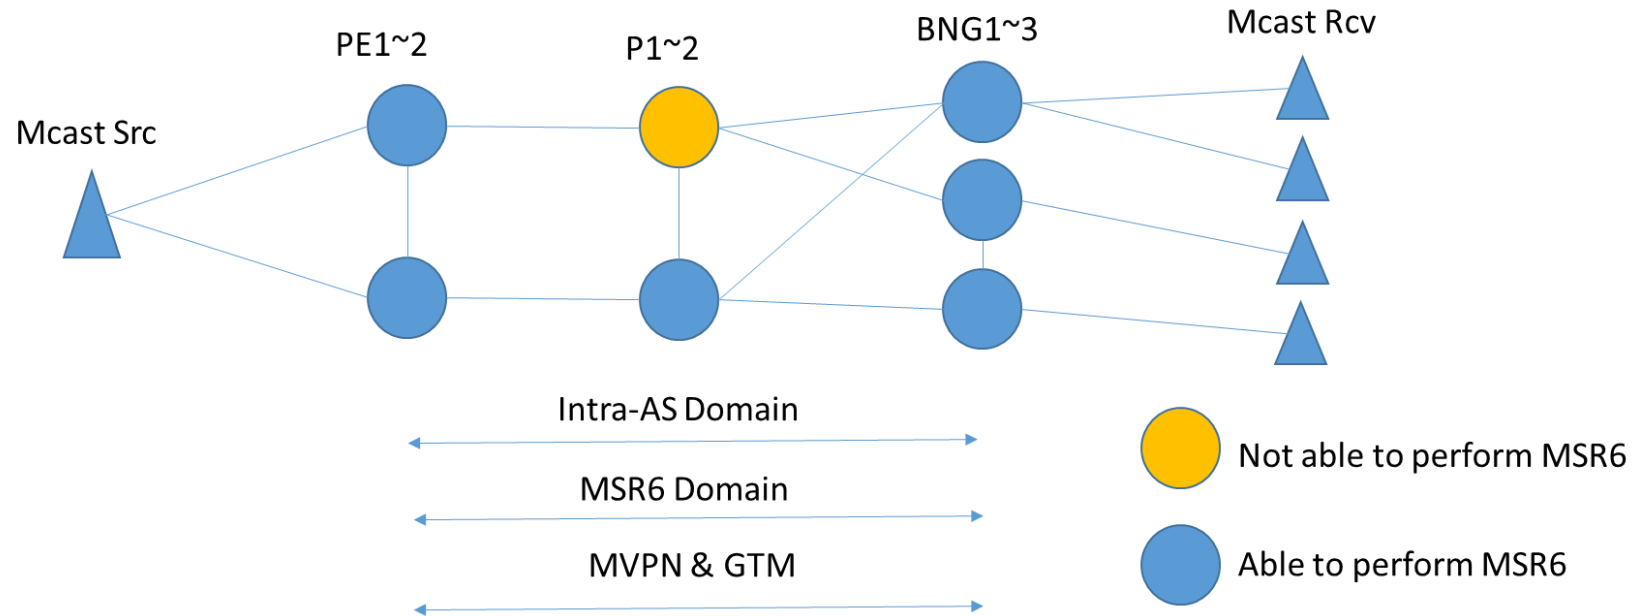 Mcast Src
PE1~2
P1~2
BNG1~3
Mcast Rcv
Intra-AS Domain
MSR6 Domain
MVPN & GTM
Not able to perform MSR6
Able to perform MSR6